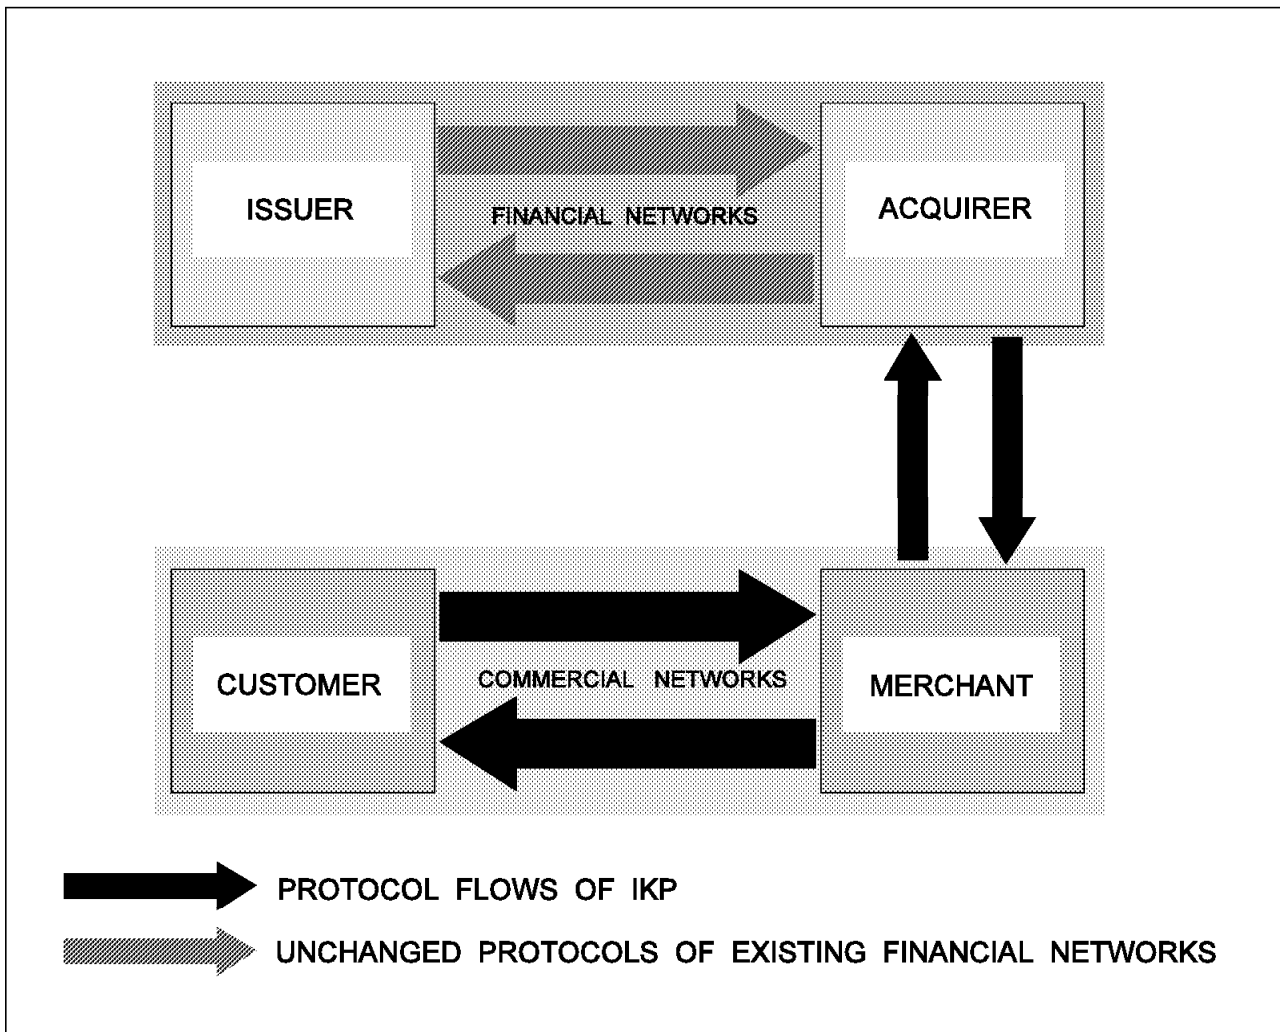 ISSUER
FINANCIAL NETWORKS
ACQUIRER
CUSTOMER
COMMERCIAL NETWORKS
MERCHANT
PROTOCOL FLOWS OF IKP
UNCHANGED PROTOCOLS OF EXISTING FINANCIAL NETWORKS